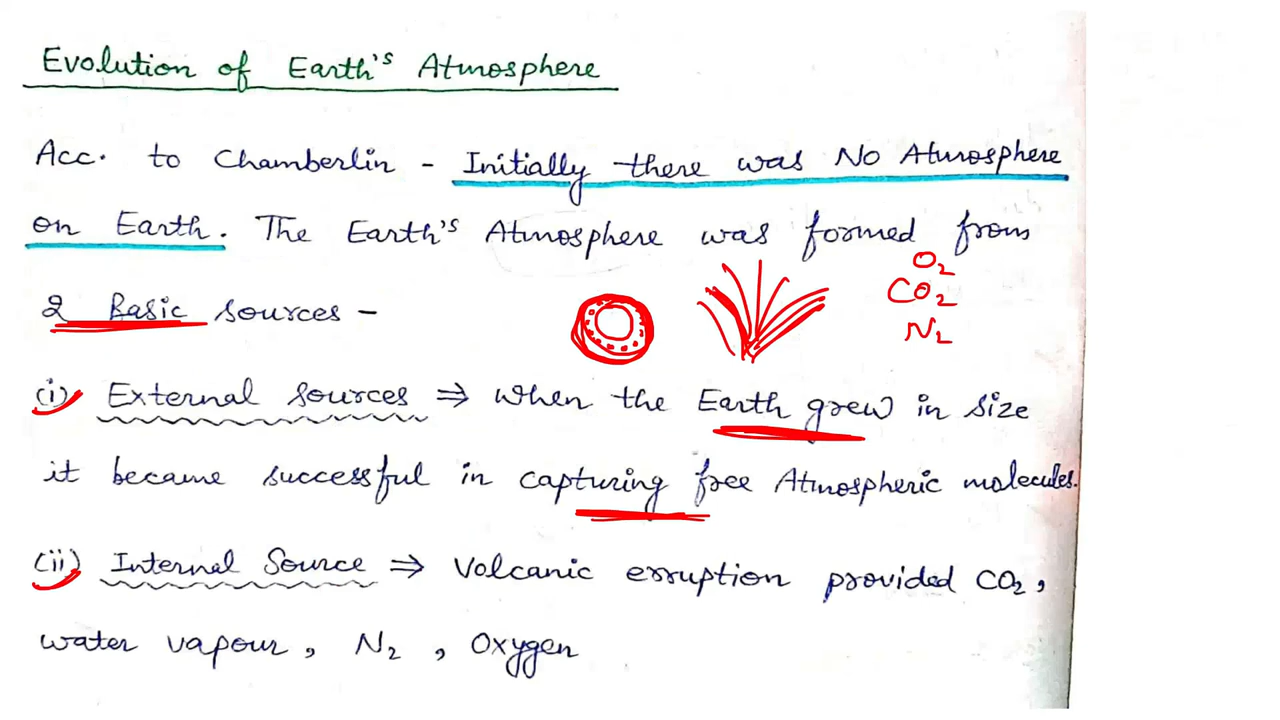 Evolution of Earth's Atmosphere
Acc. to Chamberlin - Initially there was No Atmosphere
on Earth. The Earth's Atmosphere was formed from
O2
CO2
2 Basic sources -
N2
(i) External sources ⇒ when the Earth grew in size
it became successful in capturing free Atmospheric molecules.
(ii) Internal Source ⇒ Volcanic erruption provided CO2,
water vapour, N2, Oxygen